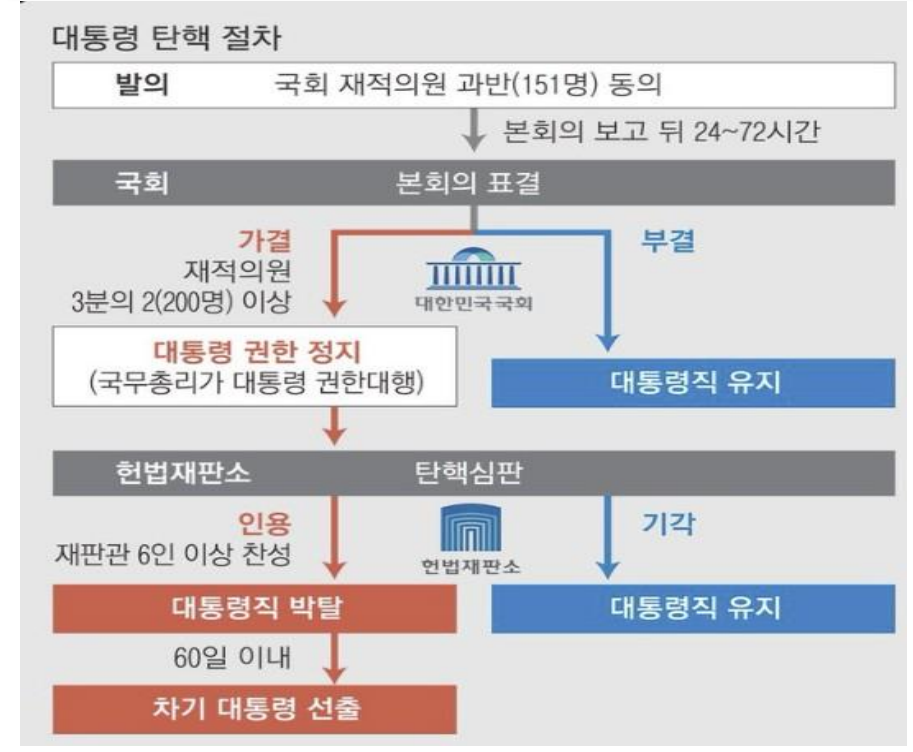 대통령 탄핵 절차
발의 국회 재적의원 과반(151명) 동의
본회의 보고 뒤 24~72시간
국회 본회의 표결
가결
재적의원
3분의 2(200명) 이상
대한민국국회
부결
대통령 권한 정지
(국무총리가 대통령 권한대행)
대통령직 유지
헌법재판소 탄핵심판
인용
재판관 6인 이상 찬성
헌법재판소
기각
대통령직 박탈
대통령직 유지
60일 이내
차기 대통령 선출